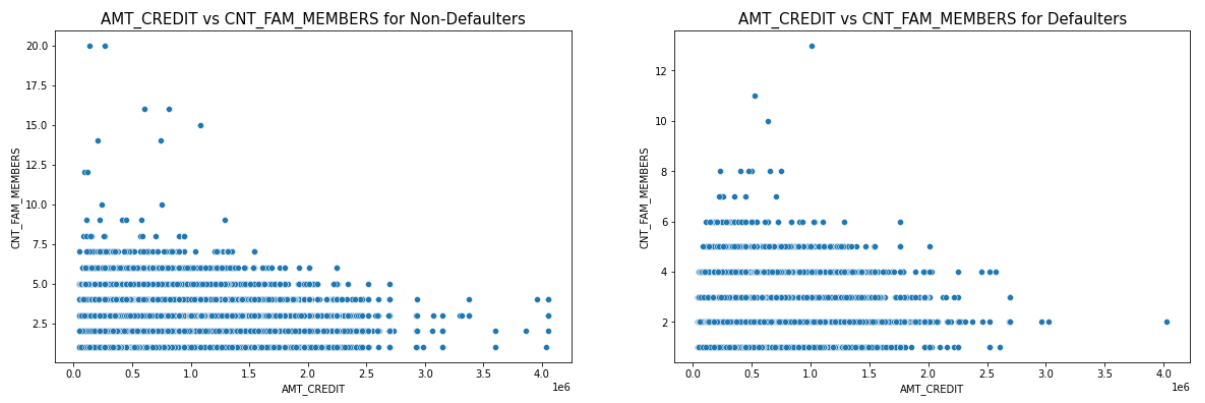 AMT_CREDIT vs CNT_FAM_MEMBERS for Non-Defaulters
20.0
17.5
15.0
12.5
10.0
7.5
5.0
2.5
CNT_FAM_MEMBERS
0.0 0.5 1.0 1.5 2.0 2.5 3.0 3.5 4.0
1e6
AMT_CREDIT
AMT_CREDIT vs CNT_FAM_MEMBERS for Defaulters
12
10
8
6
4
2
CNT_FAM_MEMBERS
0.0 0.5 1.0 1.5 2.0 2.5 3.0 3.5 4.0
1e6
AMT_CREDIT